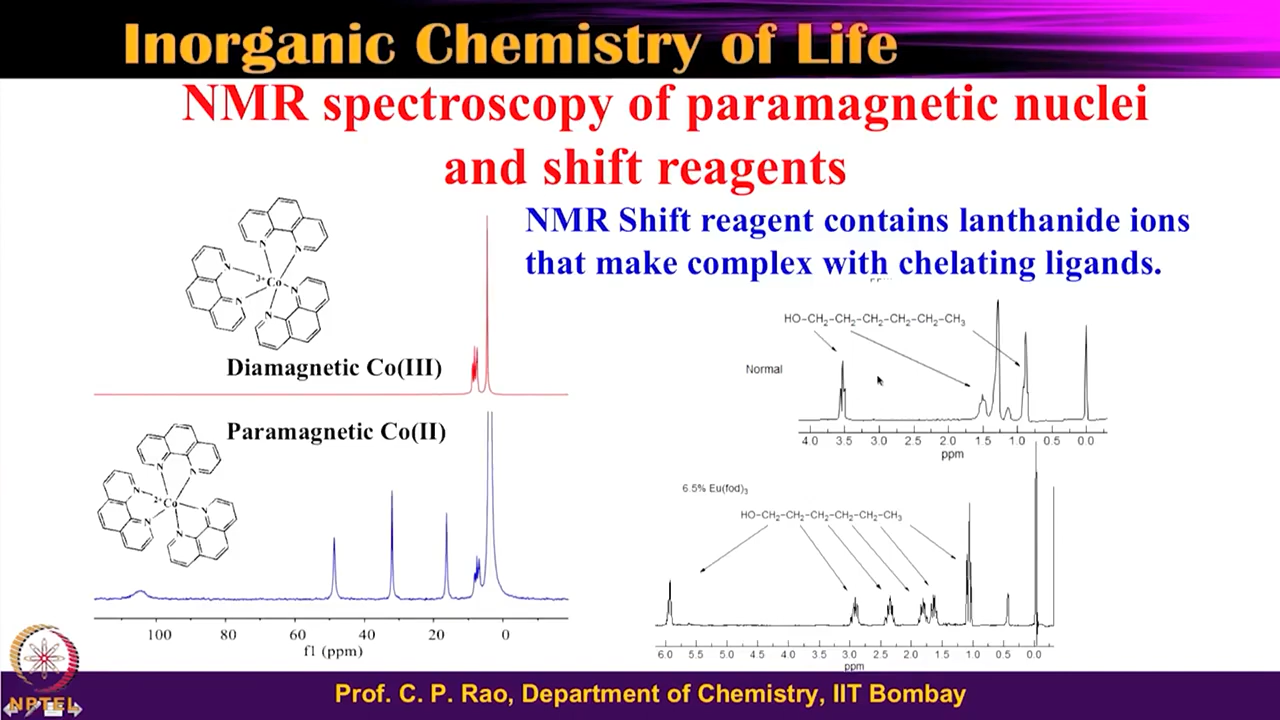 Inorganic Chemistry of Life
NMR spectroscopy of paramagnetic nuclei
and shift reagents
NMR Shift reagent contains lanthanide ions
that make complex with chelating ligands.
N
N
N
N
N
N
3+
Co
Diamagnetic Co(III)
Paramagnetic Co(II)
N
N
N
N
N
N
2+
Co
100 80 60 40 20 0
f1 (ppm)
HO-CH2-CH2-CH2-CH2-CH2-CH3
Normal
4.0 3.5 3.0 2.5 2.0 1.5 1.0 0.5 0.0
ppm
6.5% Eu(fod)3
HO-CH2-CH2-CH2-CH2-CH2-CH3
6.0 5.5 5.0 4.5 4.0 3.5 3.0 2.5 2.0 1.5 1.0 0.5 0.0
ppm
NPTEL
Prof. C. P. Rao, Department of Chemistry, IIT Bombay